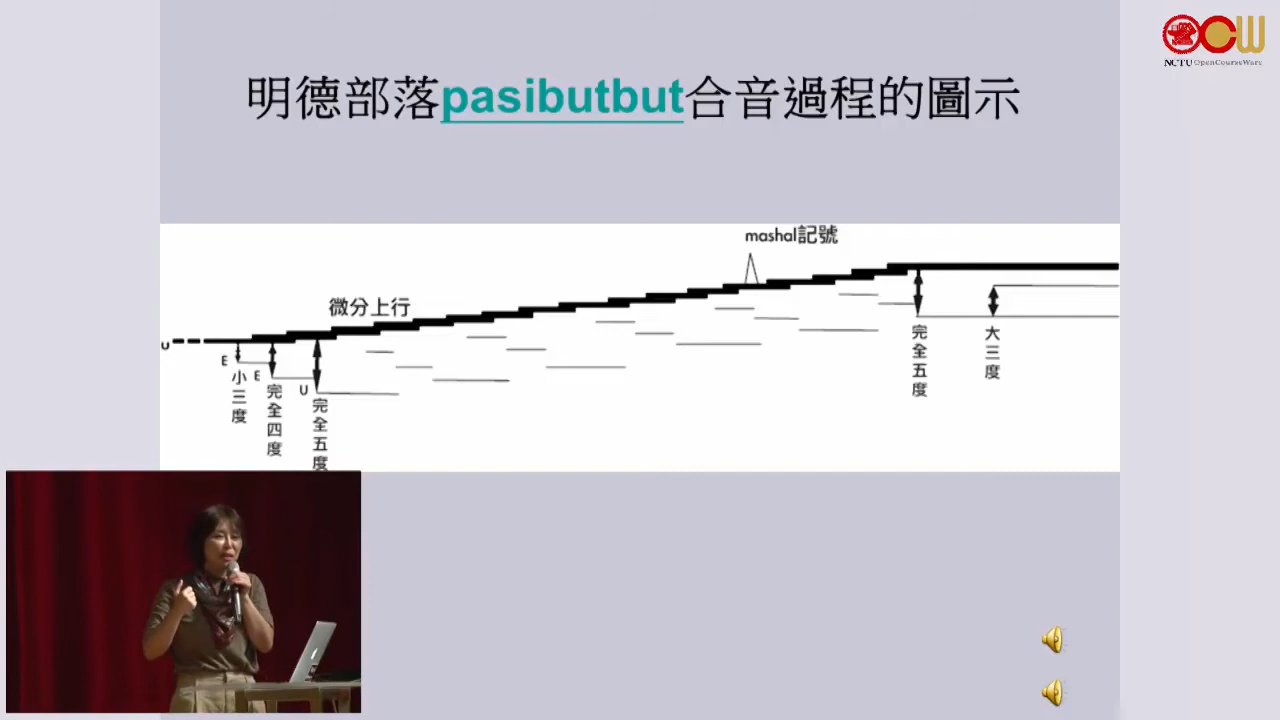 NCTU OpenCourseWare
明德部落pasibutbut合音過程的圖示
mashal記號
微分上行
U
E
小三度
E
完全四度
U
完全五度
完全五度
大三度